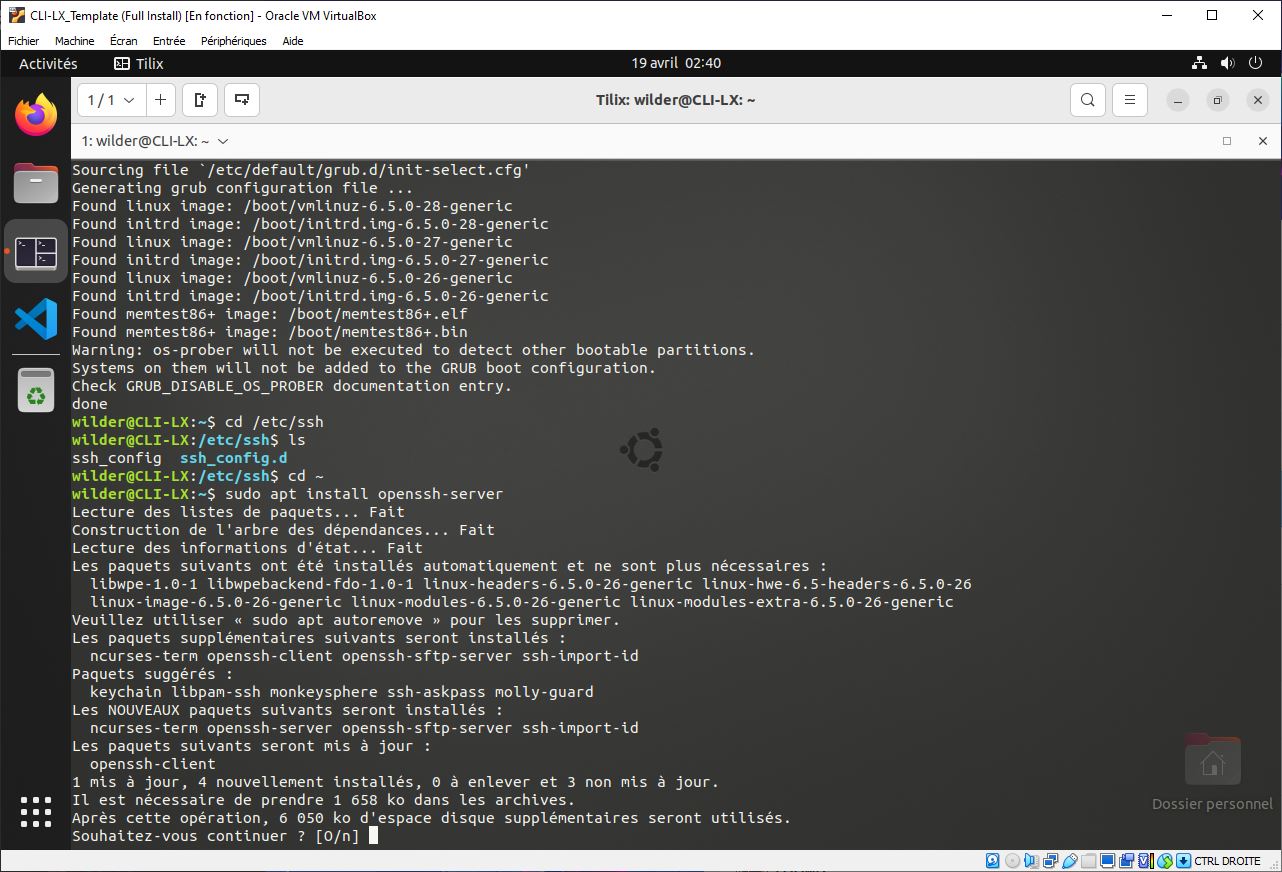 CLI-LX_Template (Full Install) [En fonction] - Oracle VM VirtualBox
Fichier Machine Écran Entrée Périphériques Aide
Activités Tilix 19 avril 02:40
1 / 1 Tilix: wilder@CLI-LX: ~
1: wilder@CLI-LX: ~
Sourcing file `/etc/default/grub.d/init-select.cfg'
Generating grub configuration file ...
Found linux image: /boot/vmlinuz-6.5.0-28-generic
Found initrd image: /boot/initrd.img-6.5.0-28-generic
Found linux image: /boot/vmlinuz-6.5.0-27-generic
Found initrd image: /boot/initrd.img-6.5.0-27-generic
Found linux image: /boot/vmlinuz-6.5.0-26-generic
Found initrd image: /boot/initrd.img-6.5.0-26-generic
Found memtest86+ image: /boot/memtest86+.elf
Found memtest86+ image: /boot/memtest86+.bin
Warning: os-prober will not be executed to detect other bootable partitions.
Systems on them will not be added to the GRUB boot configuration.
Check GRUB_DISABLE_OS_PROBER documentation entry.
done
wilder@CLI-LX:~$ cd /etc/ssh
wilder@CLI-LX:/etc/ssh$ ls
ssh_config  ssh_config.d
wilder@CLI-LX:/etc/ssh$ cd ~
wilder@CLI-LX:~$ sudo apt install openssh-server
Lecture des listes de paquets... Fait
Construction de l'arbre des dépendances... Fait
Lecture des informations d'état... Fait
Les paquets suivants ont été installés automatiquement et ne sont plus nécessaires :
  libwpe-1.0-1 libwpebackend-fdo-1.0-1 linux-headers-6.5.0-26-generic linux-hwe-6.5-headers-6.5.0-26
  linux-image-6.5.0-26-generic linux-modules-6.5.0-26-generic linux-modules-extra-6.5.0-26-generic
Veuillez utiliser « sudo apt autoremove » pour les supprimer.
Les paquets supplémentaires suivants seront installés :
  ncurses-term openssh-client openssh-sftp-server ssh-import-id
Paquets suggérés :
  keychain libpam-ssh monkeysphere ssh-askpass molly-guard
Les NOUVEAUX paquets suivants seront installés :
  ncurses-term openssh-server openssh-sftp-server ssh-import-id
Les paquets suivants seront mis à jour :
  openssh-client
1 mis à jour, 4 nouvellement installés, 0 à enlever et 3 non mis à jour.
Il est nécessaire de prendre 1 658 ko dans les archives.
Après cette opération, 6 050 ko d'espace disque supplémentaires seront utilisés.
Souhaitez-vous continuer ? [O/n]
Dossier personnel
CTRL DROITE